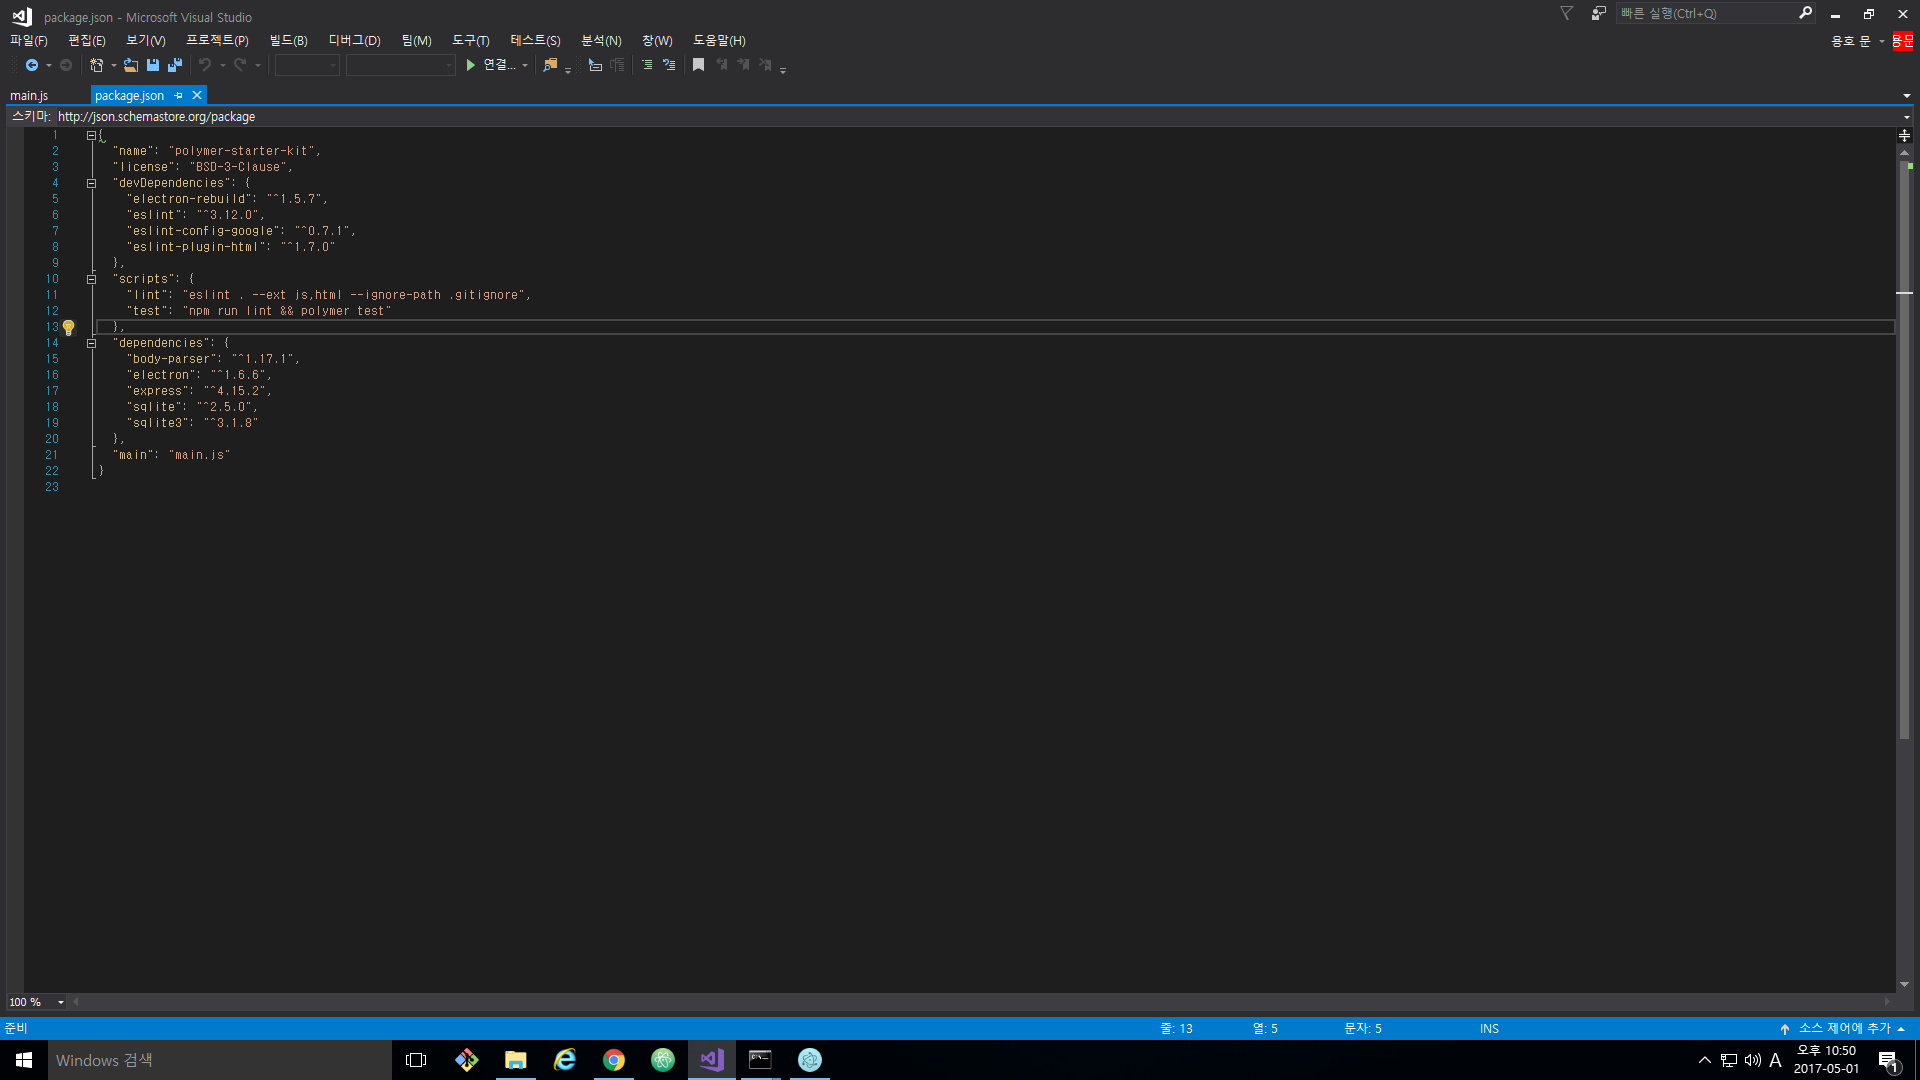 package.json - Microsoft Visual Studio
빠른 실행(Ctrl+Q)
파일(F) 편집(E) 보기(V) 프로젝트(P) 빌드(B) 디버그(D) 팀(M) 도구(T) 테스트(S) 분석(N) 창(W) 도움말(H)
용호 문 용문
연결...
main.js package.json
스키마: http://json.schemastore.org/package
1 {
2 "name": "polymer-starter-kit",
3 "license": "BSD-3-Clause",
4 "devDependencies": {
5 "electron-rebuild": "^1.5.7",
6 "eslint": "^3.12.0",
7 "eslint-config-google": "^0.7.1",
8 "eslint-plugin-html": "^1.7.0"
9 },
10 "scripts": {
11 "lint": "eslint . --ext js,html --ignore-path .gitignore",
12 "test": "npm run lint && polymer test"
13 },
14 "dependencies": {
15 "body-parser": "^1.17.1",
16 "electron": "^1.6.6",
17 "express": "^4.15.2",
18 "sqlite": "^2.5.0",
19 "sqlite3": "^3.1.8"
20 },
21 "main": "main.js"
22 }
23
100 %
준비 줄: 13 열: 5 문자: 5 INS 소스 제어에 추가
Windows 검색
A
오후 10:50
2017-05-01
1